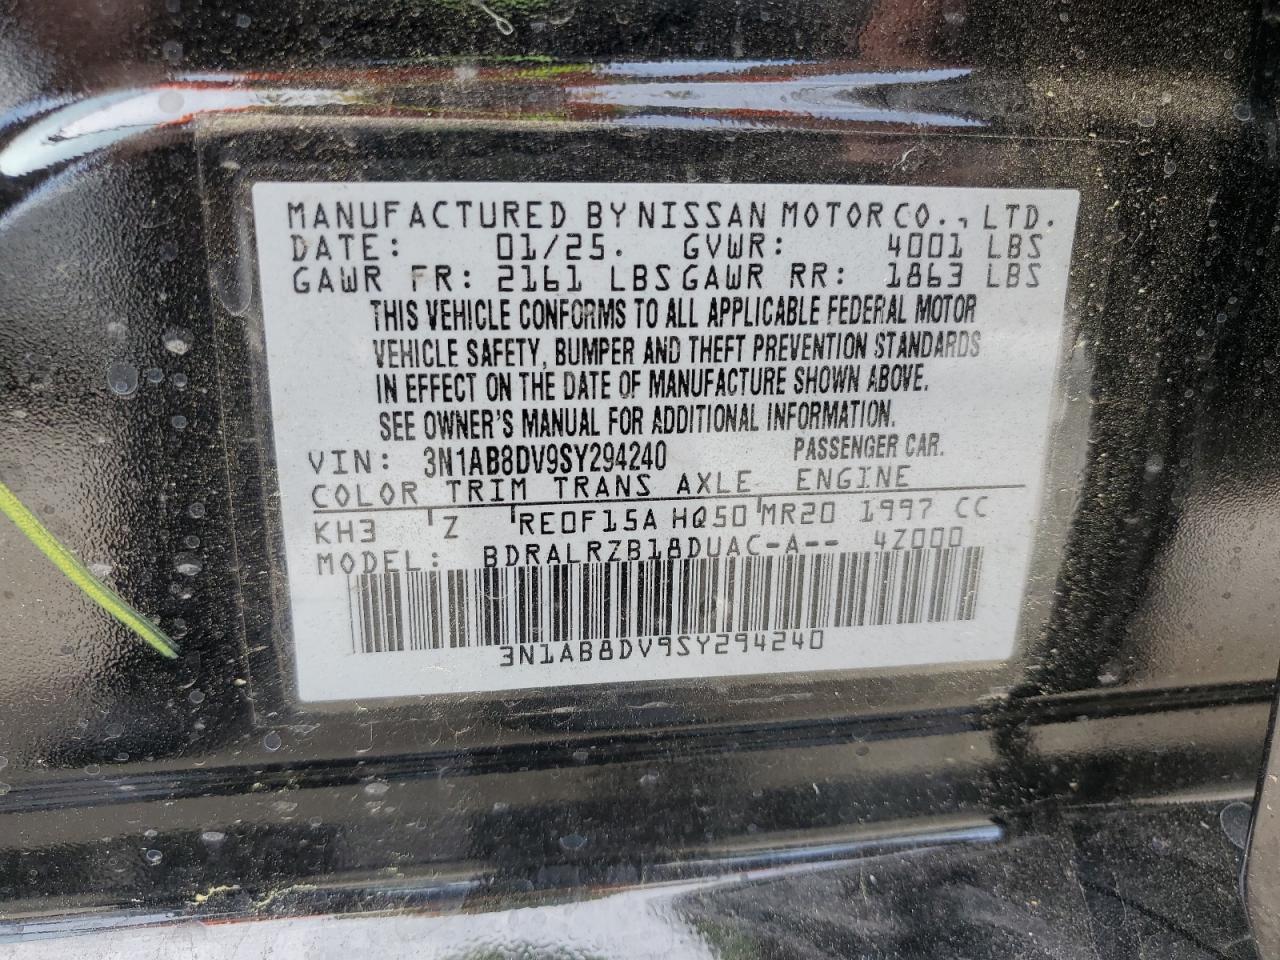 MANUFACTURED BY NISSAN MOTOR CO., LTD.
DATE: 01/25. GVWR: 4001 LBS
GAWR FR: 2161 LBS GAWR RR: 1863 LBS
THIS VEHICLE CONFORMS TO ALL APPLICABLE FEDERAL MOTOR
VEHICLE SAFETY, BUMPER AND THEFT PREVENTION STANDARDS
IN EFFECT ON THE DATE OF MANUFACTURE SHOWN ABOVE.
SEE OWNER'S MANUAL FOR ADDITIONAL INFORMATION.
VIN: 3N1AB8DV9SY294240 PASSENGER CAR.
COLOR TRIM TRANS AXLE ENGINE
KH3 Z RE0F15A HQ50 MR20 1997 CC
MODEL: BDRALRZB18DUAC-A-- 4Z000
3N1AB8DV9SY294240